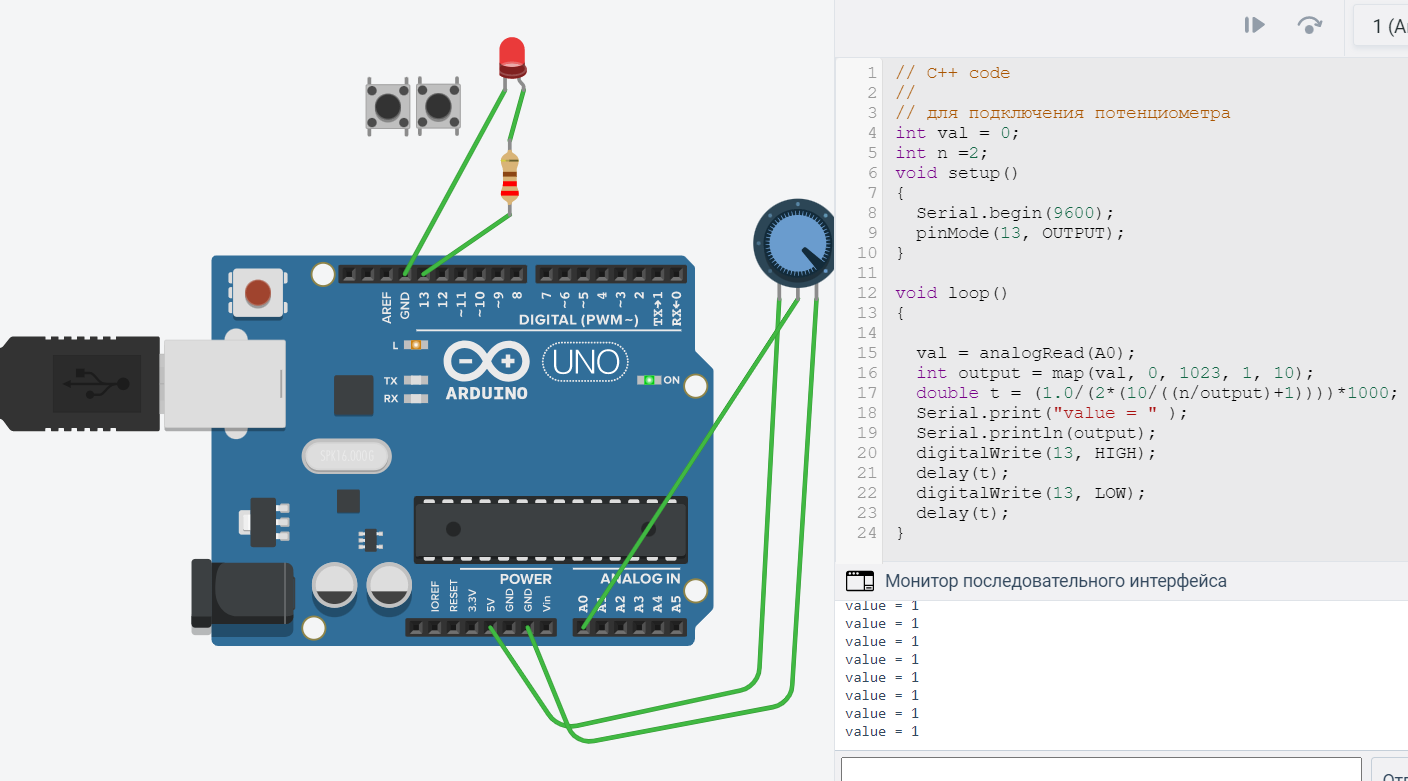 1 (A
1 // C++ code
2 //
3 // для подключения потенциометра
4 int val = 0;
5 int n =2;
6 void setup()
7 {
8 Serial.begin(9600);
9 pinMode(13, OUTPUT);
10 }
11
12 void loop()
13 {
14
15 val = analogRead(A0);
16 int output = map(val, 0, 1023, 1, 10);
17 double t = (1.0/(2*(10/((n/output)+1))))*1000;
18 Serial.print("value = " );
19 Serial.println(output);
20 digitalWrite(13, HIGH);
21 delay(t);
22 digitalWrite(13, LOW);
23 delay(t);
24 }
Монитор последовательного интерфейса
value = 1
value = 1
value = 1
value = 1
value = 1
value = 1
value = 1
value = 1
AREF GND 13 12 ~11 ~10 ~9 8 7 ~6 ~5 4 ~3 2 TX→1 RX←0
DIGITAL (PWM~)
L
TX
RX
UNO
ARDUINO
ON
POWER
ANALOG IN
IOREF RESET 3.3V 5V GND GND Vin A0 A1 A2 A3 A4 A5